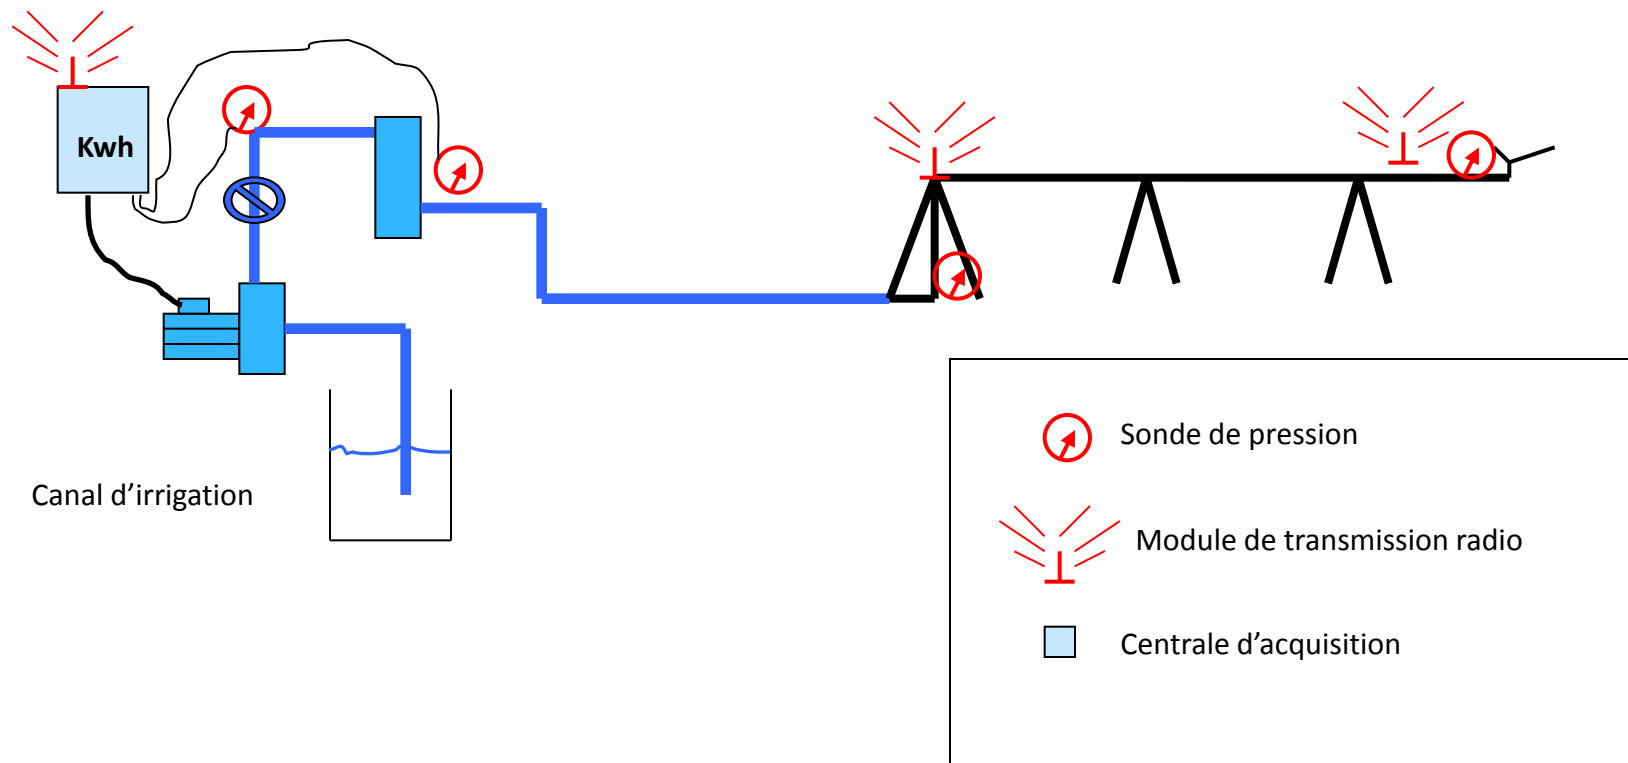 Kwh
Canal d’irrigation
Sonde de pression
Module de transmission radio
Centrale d’acquisition